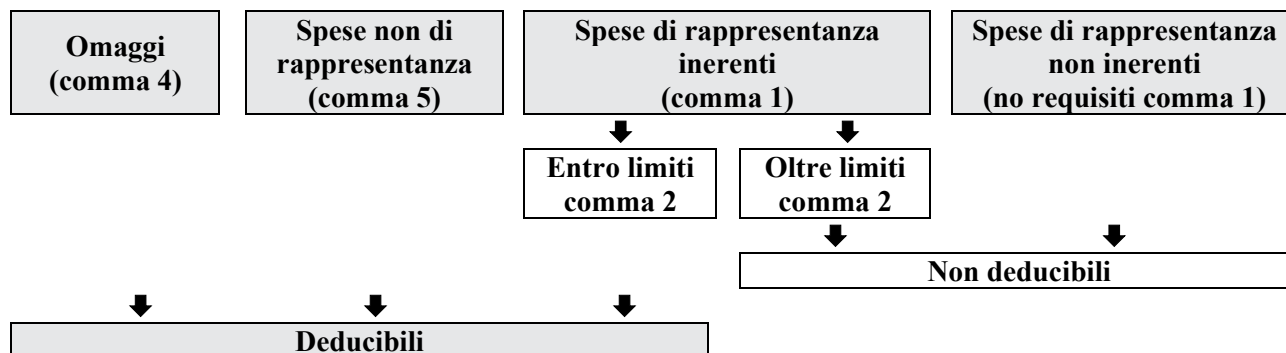 Omaggi
(comma 4)
Spese non di
rappresentanza
(comma 5)
Spese di rappresentanza
inerenti
(comma 1)
Spese di rappresentanza
non inerenti
(no requisiti comma 1)
Entro limiti
comma 2
Oltre limiti
comma 2
Non deducibili
Deducibili